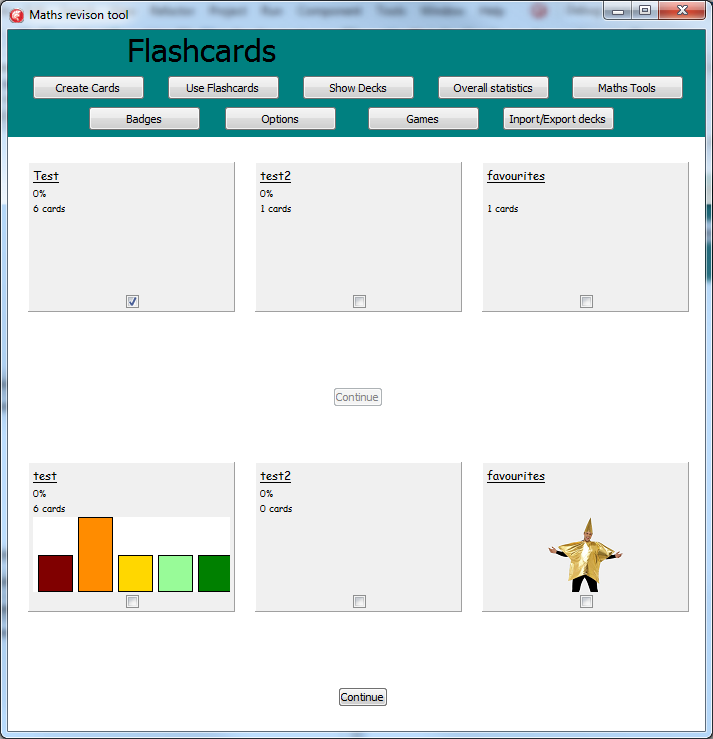 Maths revison tool
Flashcards
Create Cards Use Flashcards Show Decks Overall statistics Maths Tools
Badges Options Games Inport/Export decks
Test test2 favourites
0% 0%
6 cards 1 cards 1 cards
Continue
test test2 favourites
0% 0%
6 cards 0 cards
Continue